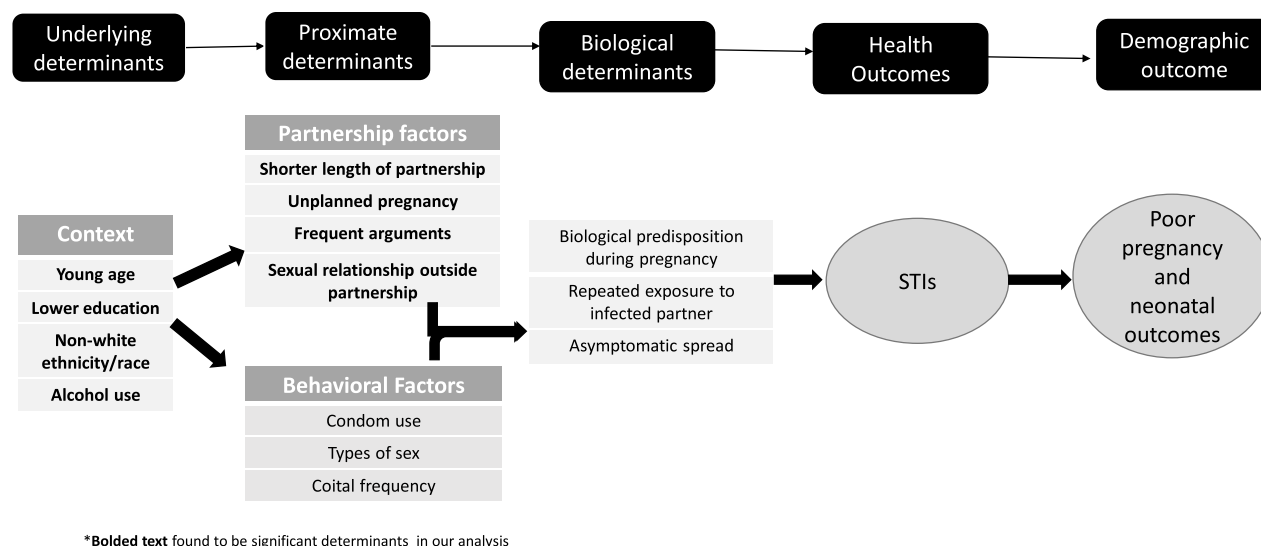 Underlying
determinants
Proximate
determinants
Biological
determinants
Health
Outcomes
Demographic
outcome
Context
Young age
Lower education
Non-white
ethnicity/race
Alcohol use
Partnership factors
Shorter length of partnership
Unplanned pregnancy
Frequent arguments
Sexual relationship outside
partnership
Behavioral Factors
Condom use
Types of sex
Coital frequency
Biological predisposition
during pregnancy
Repeated exposure to
infected partner
Asymptomatic spread
STIs
Poor
pregnancy
and
neonatal
outcomes
*Bolded text found to be significant determinants in our analysis